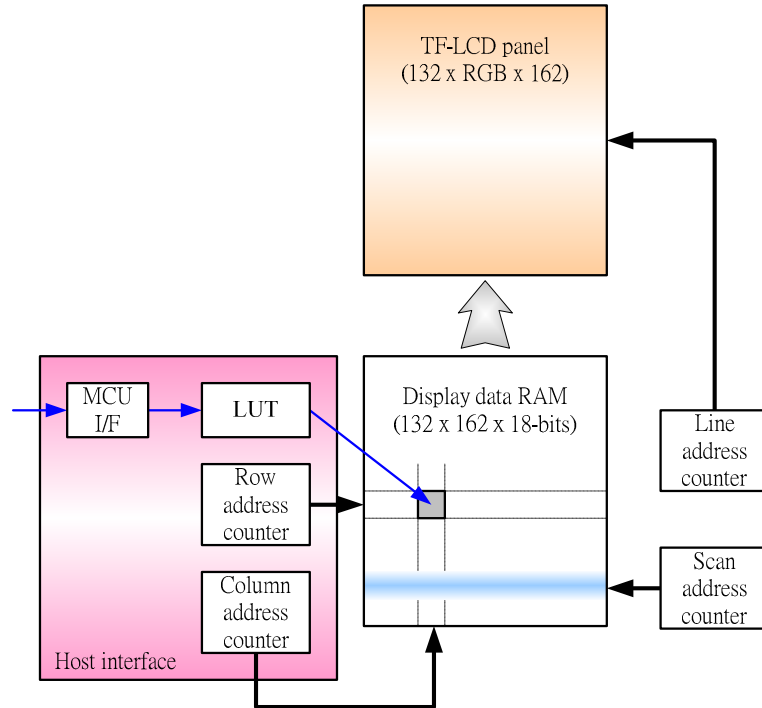 TF-LCD panel
(132 x RGB x 162)
MCU
I/F
LUT
Display data RAM
(132 x 162 x 18-bits)
Line
address
counter
Row
address
counter
Scan
address
counter
Column
address
counter
Host interface